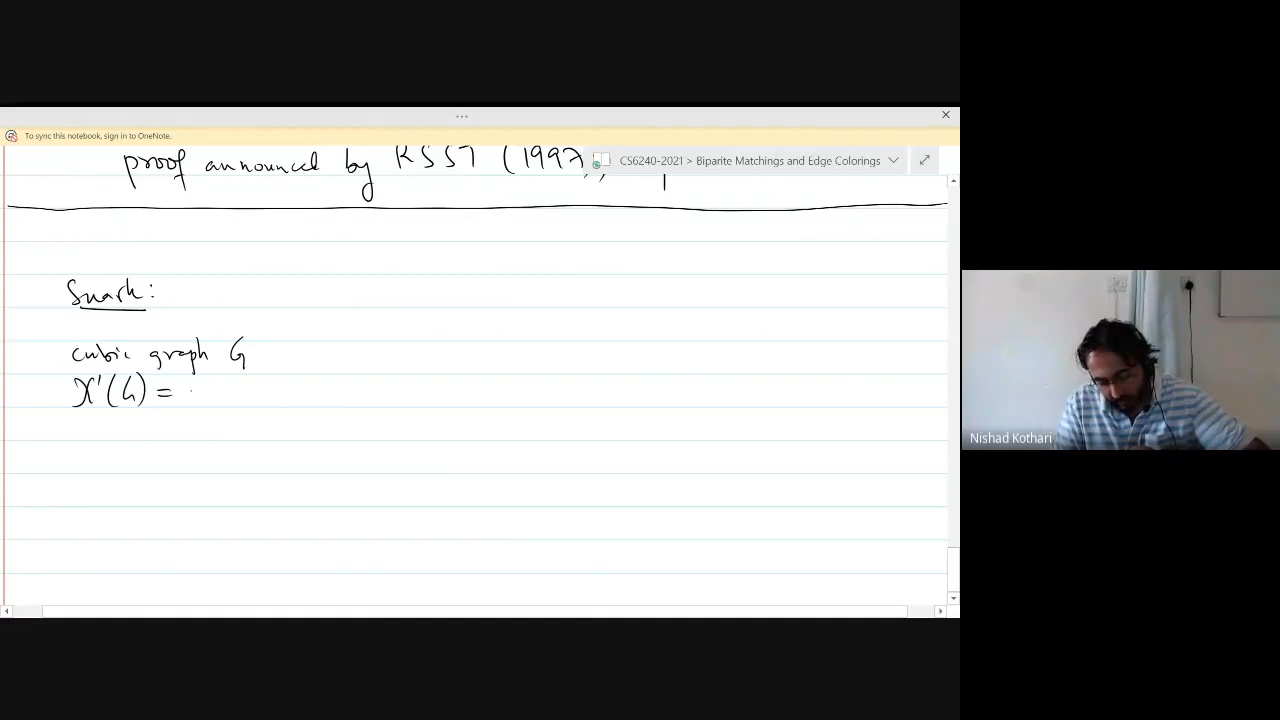 To sync this notebook, sign in to OneNote.
proof announced by RSST (1997
CS6240-2021 > Biparite Matchings and Edge Colorings
Snark:
cubic graph G
χ'(G) =
Nishad Kothari